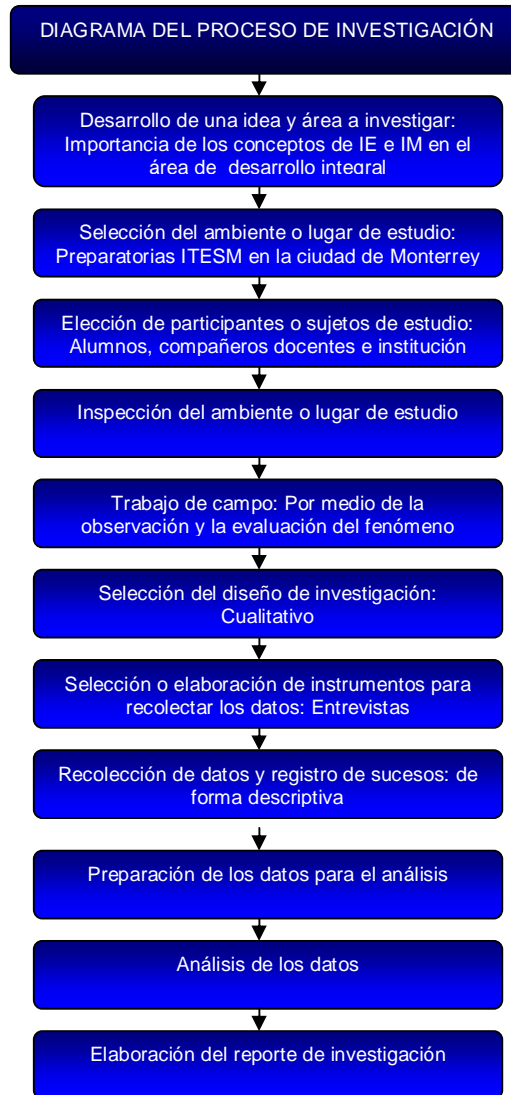 DIAGRAMA DEL PROCESO DE INVESTIGACIÓN
Desarrollo de una idea y área a investigar:
Importancia de los conceptos de IE e IM en el
área de desarrollo integral
Selección del ambiente o lugar de estudio:
Preparatorias ITESM en la ciudad de Monterrey
Elección de participantes o sujetos de estudio:
Alumnos, compañeros docentes e institución
Inspección del ambiente o lugar de estudio
Trabajo de campo: Por medio de la
observación y la evaluación del fenómeno
Selección del diseño de investigación:
Cualitativo
Selección o elaboración de instrumentos para
recolectar los datos: Entrevistas
Recolección de datos y registro de sucesos: de
forma descriptiva
Preparación de los datos para el análisis
Análisis de los datos
Elaboración del reporte de investigación